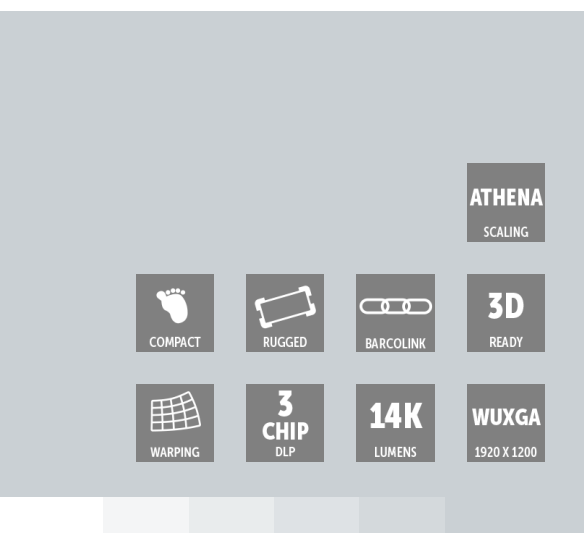 ATHENA
SCALING
COMPACT
RUGGED
BARCOLINK
3D
READY
WARPING
3
CHIP
DLP
14K
LUMENS
WUXGA
1920 X 1200